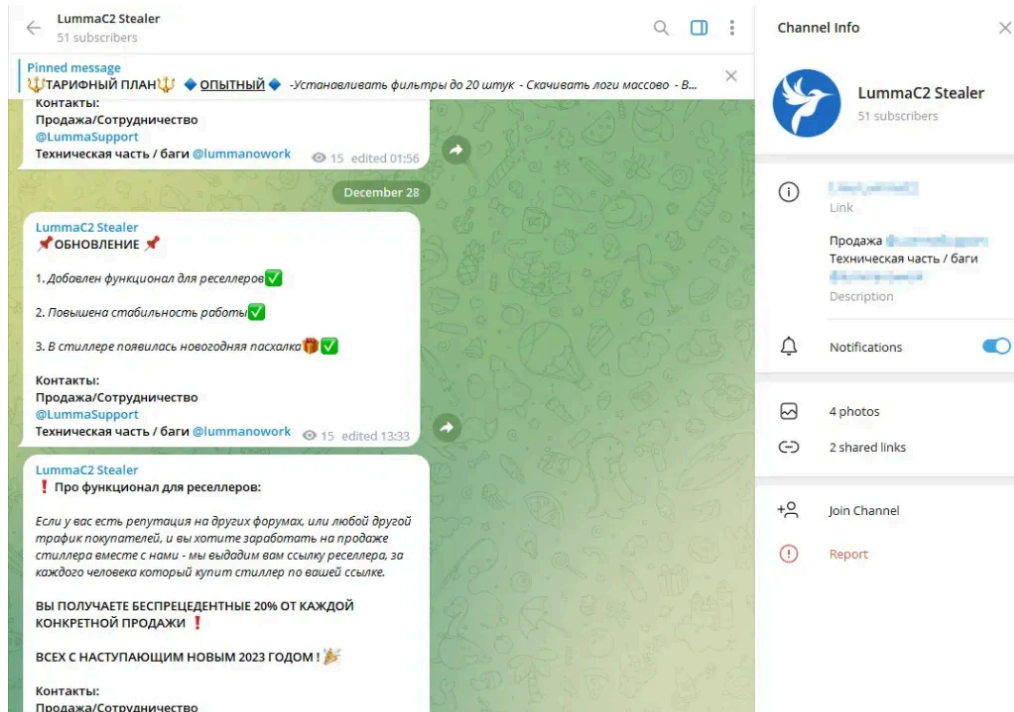 LummaC2 Stealer
51 subscribers
Pinned message
🔱ТАРИФНЫЙ ПЛАН🔱 🔷ОПЫТНЫЙ🔷 -Устанавливать фильтры до 20 штук - Скачивать логи массово - В...
Контакты:
Продажа/Сотрудничество
@LummaSupport
Техническая часть / баги @lummanowork 15 edited 01:56
December 28
LummaC2 Stealer
📌ОБНОВЛЕНИЕ 📌
1. Добавлен функционал для реселлеров✅
2. Повышена стабильность работы✅
3. В стиллере появилась новогодняя пасхалка🎁✅
Контакты:
Продажа/Сотрудничество
@LummaSupport
Техническая часть / баги @lummanowork 15 edited 13:33
LummaC2 Stealer
❗ Про функционал для реселлеров:
Если у вас есть репутация на других форумах, или любой другой
трафик покупателей, и вы хотите заработать на продаже
стиллера вместе с нами - мы выдадим вам ссылку реселлера, за
каждого человека который купит стиллер по вашей ссылке.
ВЫ ПОЛУЧАЕТЕ БЕСПРЕЦЕДЕНТНЫЕ 20% ОТ КАЖДОЙ
КОНКРЕТНОЙ ПРОДАЖИ ❗
ВСЕХ С НАСТУПАЮЩИМ НОВЫМ 2023 ГОДОМ ! 🎉
Контакты:
Продажа/Сотрудничество
Channel Info
LummaC2 Stealer
51 subscribers
Link
Продажа
Техническая часть / баги
Description
Notifications
4 photos
2 shared links
Join Channel
Report